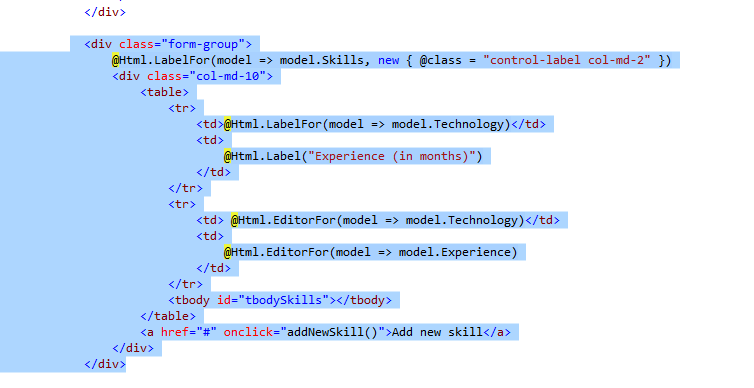 </div>
<div class="form-group">
@Html.LabelFor(model => model.Skills, new { @class = "control-label col-md-2" })
<div class="col-md-10">
<table>
<tr>
<td>@Html.LabelFor(model => model.Technology)</td>
<td>
@Html.Label("Experience (in months)")
</td>
</tr>
<tr>
<td> @Html.EditorFor(model => model.Technology)</td>
<td>
@Html.EditorFor(model => model.Experience)
</td>
</tr>
<tbody id="tbodySkills"></tbody>
</table>
<a href="#" onclick="addNewSkill()">Add new skill</a>
</div>
</div>